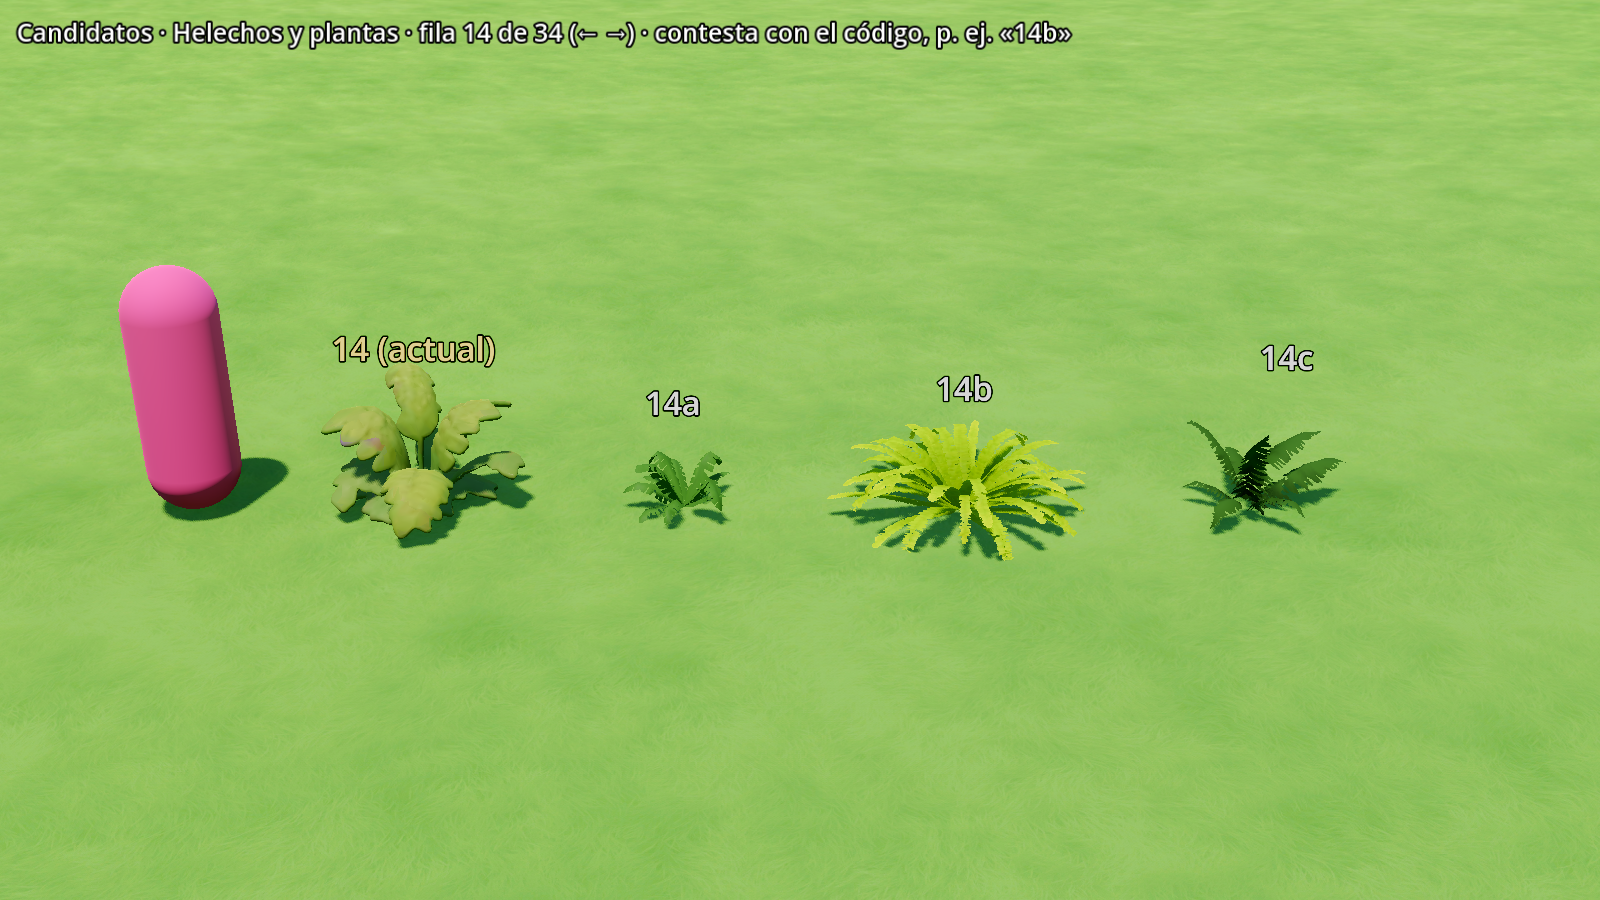 Candidatos · Helechos y plantas · fila 14 de 34 (← →) · contesta con el código, p. ej. «14b»
14 (actual)
14a
14b
14c